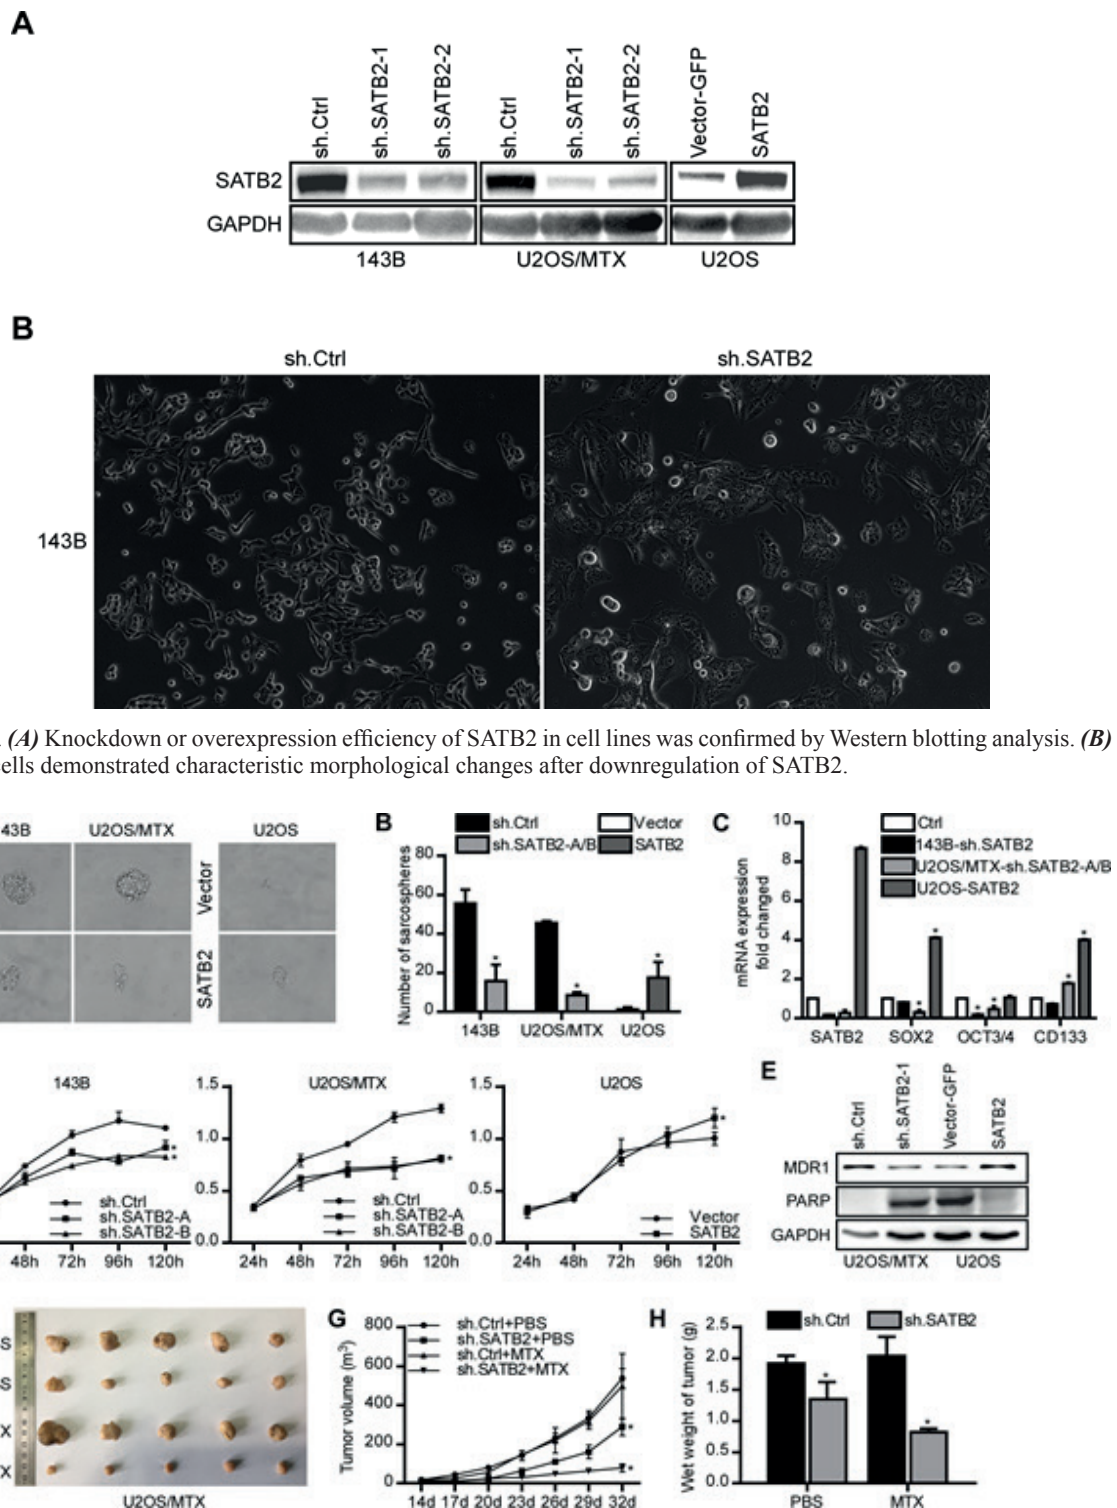 A
sh.Ctrl
sh.SATB2-1
sh.SATB2-2
sh.Ctrl
sh.SATB2-1
sh.SATB2-2
Vector-GFP
SATB2
SATB2
GAPDH
143B U2OS/MTX U2OS
B
sh.Ctrl sh.SATB2
143B
(A) Knockdown or overexpression efficiency of SATB2 in cell lines was confirmed by Western blotting analysis. (B)
cells demonstrated characteristic morphological changes after downregulation of SATB2.
43B U2OS/MTX U2OS
Vector
SATB2
B
sh.Ctrl Vector
sh.SATB2-A/B SATB2
Number of sarcospheres
80
60
40
20
0
* * *
143B U2OS/MTX U2OS
C
Ctrl
143B-sh.SATB2
U2OS/MTX-sh.SATB2-A/B
U2OS-SATB2
mRNA expression
fold changed
10
8
6
4
2
0
SATB2 SOX2 OCT3/4 CD133
143B
sh.Ctrl
sh.SATB2-A
sh.SATB2-B
48h 72h 96h 120h
U2OS/MTX
1.5
1.0
0.5
0.0
sh.Ctrl
sh.SATB2-A
sh.SATB2-B
24h 48h 72h 96h 120h
U2OS
1.5
1.0
0.5
0.0
Vector
SATB2
24h 48h 72h 96h 120h
E
sh.Ctrl
sh.SATB2-1
Vector-GFP
SATB2
MDR1
PARP
GAPDH
U2OS/MTX U2OS
S
S
X
X
U2OS/MTX
G
sh.Ctrl+PBS
sh.SATB2+PBS
sh.Ctrl+MTX
sh.SATB2+MTX
Tumor volume (m³)
800
600
400
200
0
14d 17d 20d 23d 26d 29d 32d
H
sh.Ctrl sh.SATB2
Wet weight of tumor (g)
2.5
2.0
1.5
1.0
0.5
0.0
* *
PBS MTX